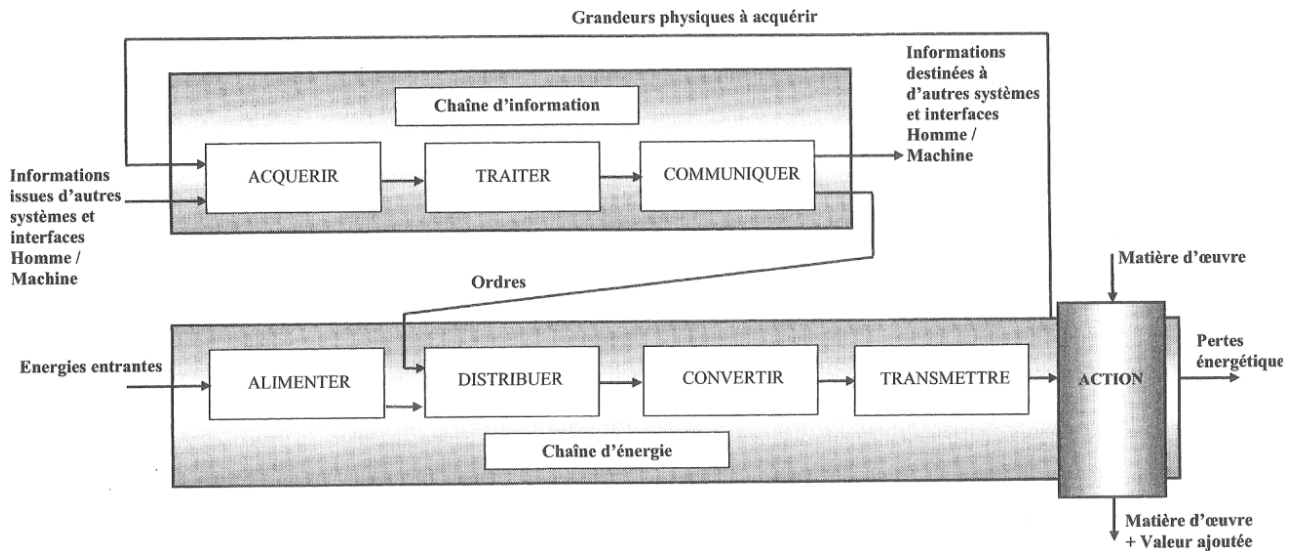 Grandeurs physiques à acquérir
Informations
destinées à
d'autres systèmes
et interfaces
Homme /
Machine
Chaîne d'information
Informations
issues d'autres
systèmes et
interfaces
Homme /
Machine
ACQUERIR
TRAITER
COMMUNIQUER
Ordres
Matière d'œuvre
Energies entrantes
ALIMENTER
DISTRIBUER
CONVERTIR
TRANSMETTRE
ACTION
Pertes
énergétique
Chaîne d'énergie
Matière d'œuvre
+ Valeur ajoutée